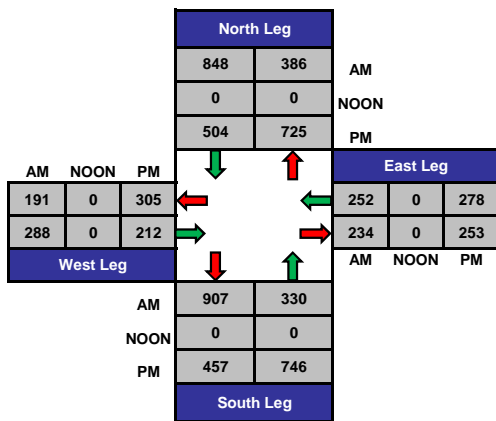 North Leg
848 386 AM
0 0 NOON
504 725 PM
AM NOON PM East Leg
191 0 305 252 0 278
288 0 212 234 0 253
West Leg AM NOON PM
AM 907 330
NOON 0 0
PM 457 746
South Leg